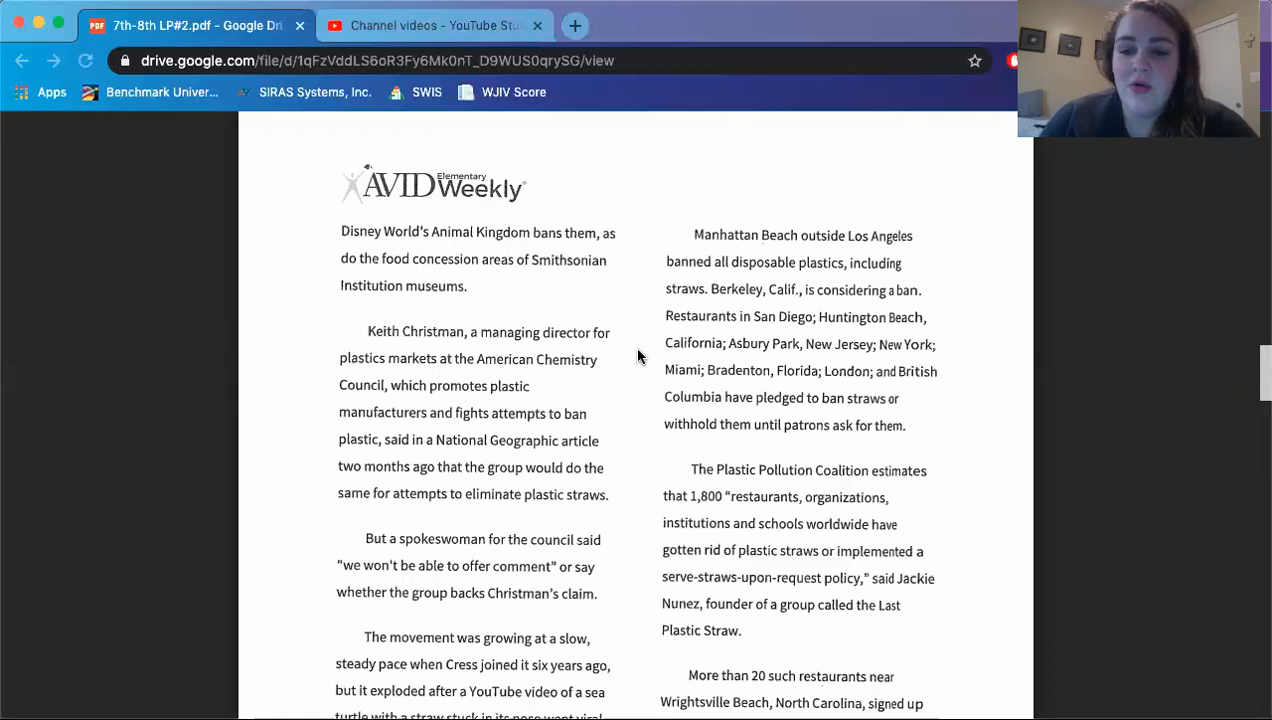 7th-8th LP#2.pdf - Google Dri
Channel videos - YouTube Stu
drive.google.com/file/d/1qFzVddLS6oR3Fy6Mk0nT_D9WUS0qrySG/view
Apps
Benchmark Univer...
SIRAS Systems, Inc.
SWIS
WJIV Score
AVID Elementary Weekly
Disney World's Animal Kingdom bans them, as
do the food concession areas of Smithsonian
Institution museums.
Keith Christman, a managing director for
plastics markets at the American Chemistry
Council, which promotes plastic
manufacturers and fights attempts to ban
plastic, said in a National Geographic article
two months ago that the group would do the
same for attempts to eliminate plastic straws.
But a spokeswoman for the council said
"we won't be able to offer comment" or say
whether the group backs Christman's claim.
The movement was growing at a slow,
steady pace when Cress joined it six years ago,
but it exploded after a YouTube video of a sea
turtle with a straw stuck in its nose went viral
Manhattan Beach outside Los Angeles
banned all disposable plastics, including
straws. Berkeley, Calif., is considering a ban.
Restaurants in San Diego; Huntington Beach,
California; Asbury Park, New Jersey; New York;
Miami; Bradenton, Florida; London; and British
Columbia have pledged to ban straws or
withhold them until patrons ask for them.
The Plastic Pollution Coalition estimates
that 1,800 "restaurants, organizations,
institutions and schools worldwide have
gotten rid of plastic straws or implemented a
serve-straws-upon-request policy," said Jackie
Nunez, founder of a group called the Last
Plastic Straw.
More than 20 such restaurants near
Wrightsville Beach, North Carolina, signed up